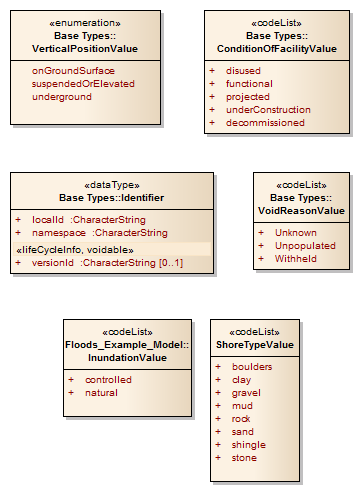 «enumeration»
Base Types::
VerticalPositionValue
onGroundSurface
suspendedOrElevated
underground
«codeList»
Base Types::
ConditionOfFacilityValue
+ disused
+ functional
+ projected
+ underConstruction
+ decommissioned
«dataType»
Base Types::Identifier
+ localId :CharacterString
+ namespace :CharacterString
«lifeCycleInfo, voidable»
+ versionId :CharacterString [0..1]
«codeList»
Base Types::
VoidReasonValue
+ Unknown
+ Unpopulated
+ Withheld
«codeList»
Floods_Example_Model::
InundationValue
+ controlled
+ natural
«codeList»
ShoreTypeValue
+ boulders
+ clay
+ gravel
+ mud
+ rock
+ sand
+ shingle
+ stone